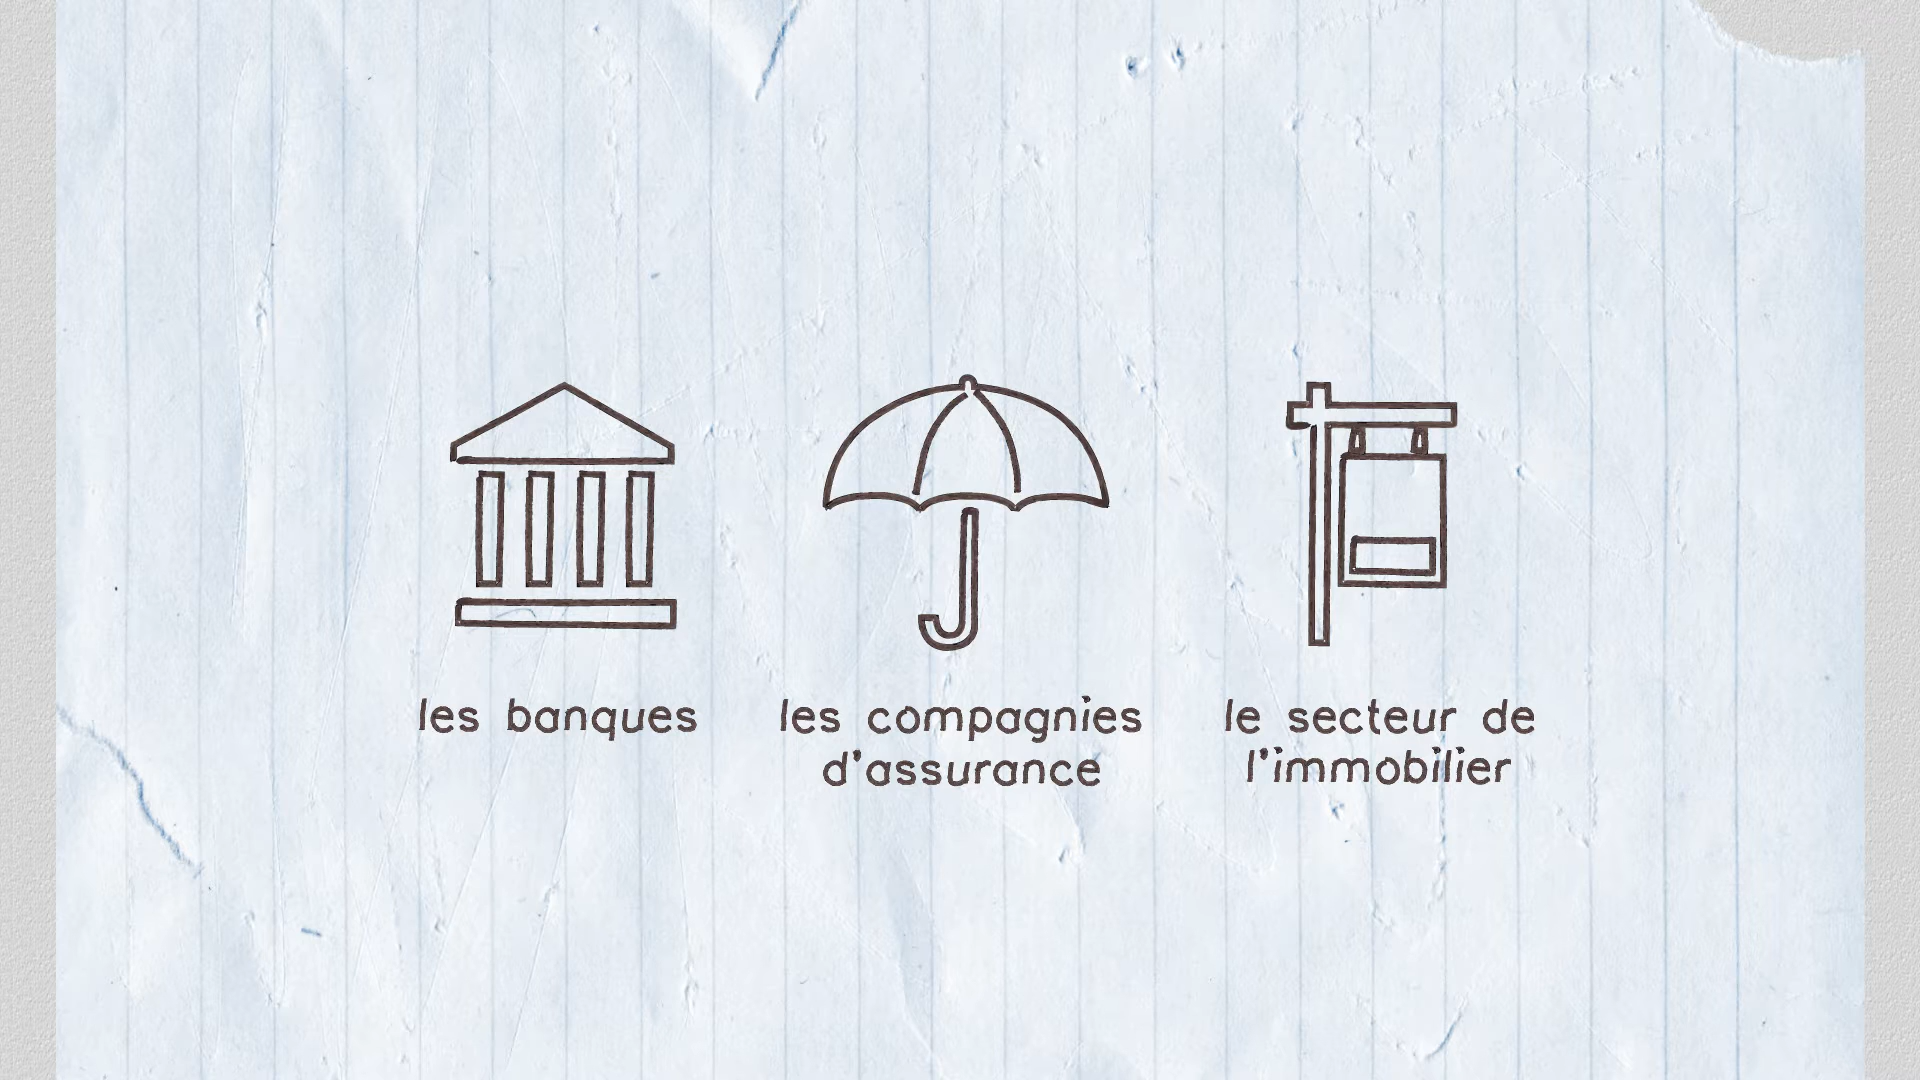 les banques
les compagnies
d'assurance
le secteur de
l'immobilier